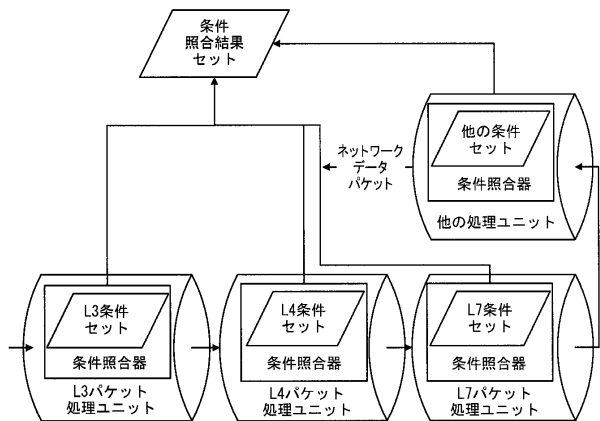 条件
照合結果
セット
他の条件
セット
条件照合器
他の処理ユニット
ネットワーク
データ
パケット
L3条件
セット
条件照合器
L3パケット
処理ユニット
L4条件
セット
条件照合器
L4パケット
処理ユニット
L7条件
セット
条件照合器
L7パケット
処理ユニット